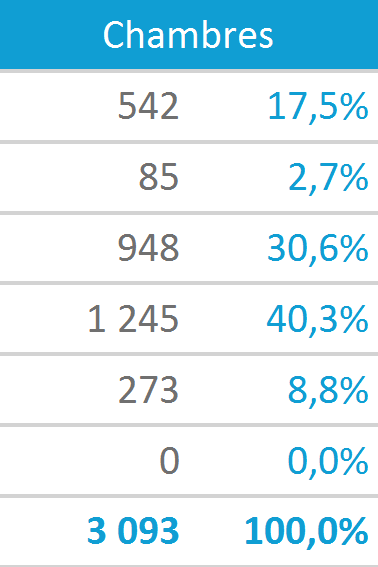 Chambres
542 17,5%
85 2,7%
948 30,6%
1 245 40,3%
273 8,8%
0 0,0%
3 093 100,0%